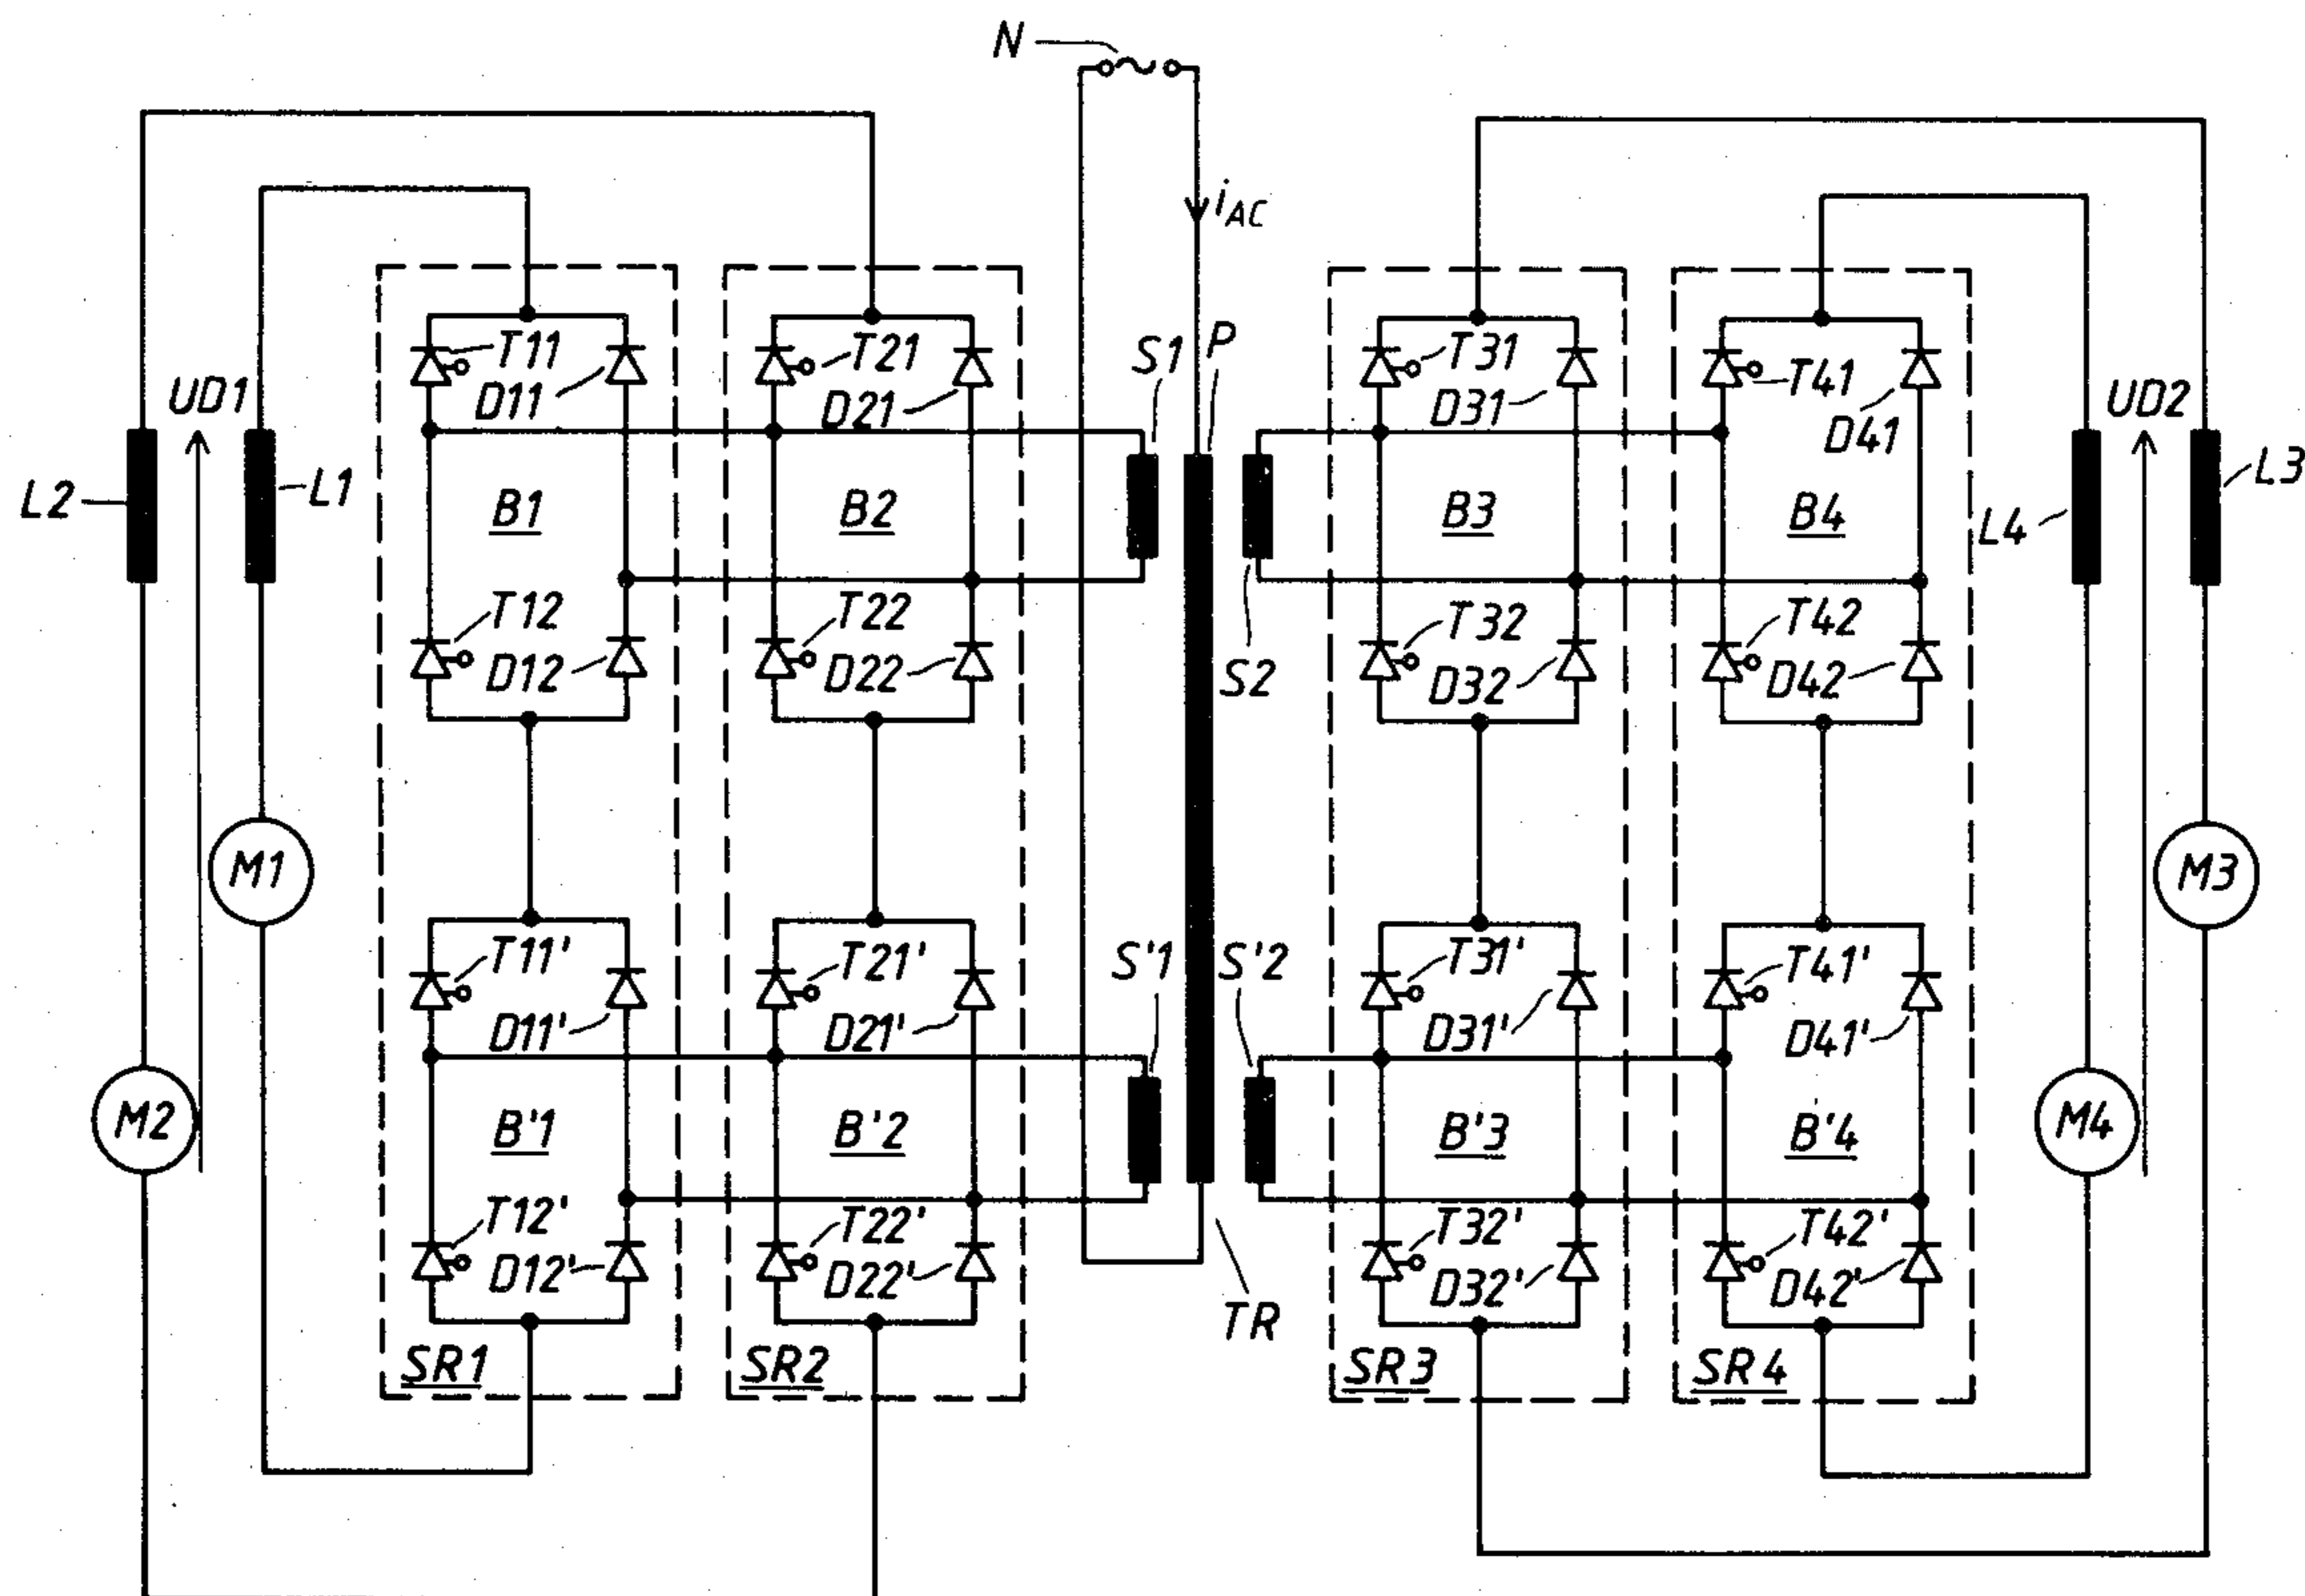 N
iAC
T11
D11
T21
D21
S1
P
T31
D31
T41
D41
UD1
UD2
L2
L1
B1
B2
B3
B4
L4
L3
T12
D12
T22
D22
S2
T32
D32
T42
D42
M1
M3
T11'
D11'
T21'
D21'
S'1
S'2
T31'
D31'
T41'
D41'
M2
B'1
B'2
B'3
B'4
M4
T12'
D12'
T22'
D22'
TR
T32'
D32'
T42'
D42'
SR1
SR2
SR3
SR4